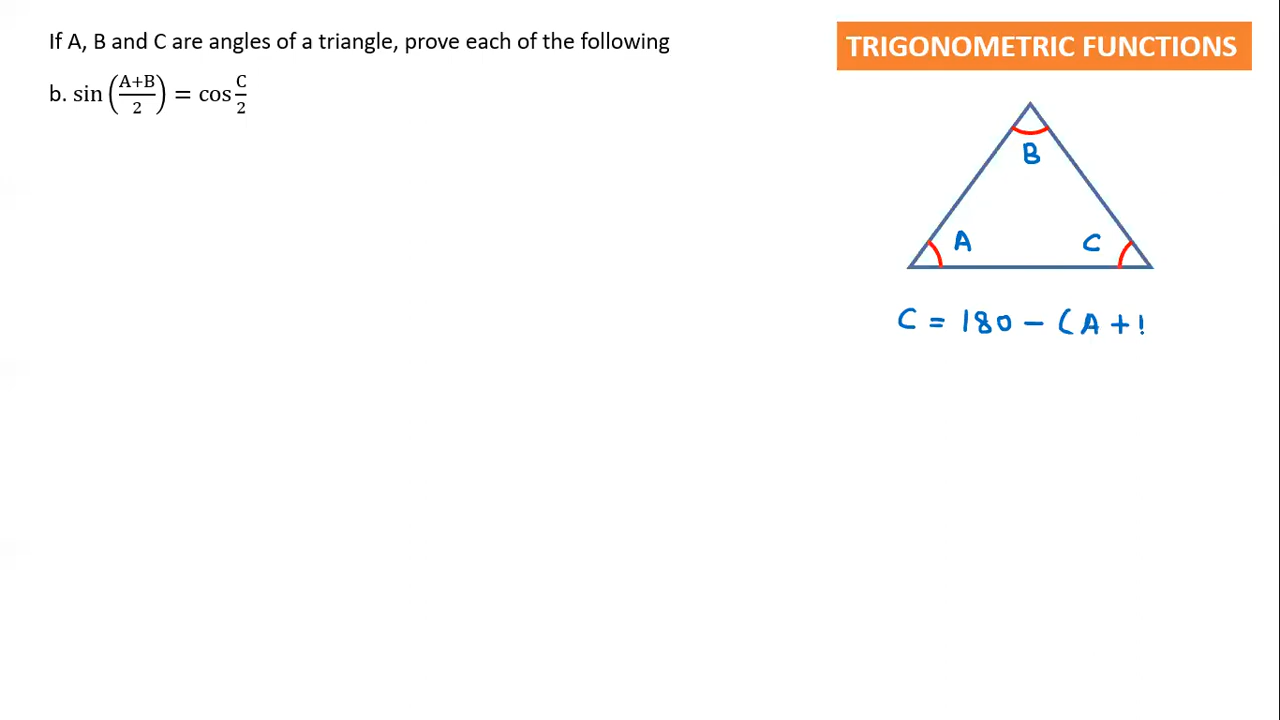 If A, B and C are angles of a triangle, prove each of the following
TRIGONOMETRIC FUNCTIONS
b. sin((A+B)/2) = cos C/2
B
A C
C = 180 - (A +